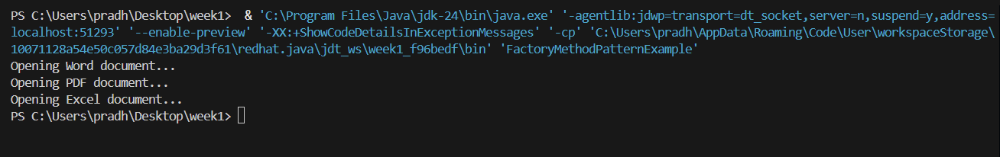 PS C:\Users\pradh\Desktop\week1>  & 'C:\Program Files\Java\jdk-24\bin\java.exe' '-agentlib:jdwp=transport=dt_socket,server=n,suspend=y,address=
localhost:51293' '--enable-preview' '-XX:+ShowCodeDetailsInExceptionMessages' '-cp' 'C:\Users\pradh\AppData\Roaming\Code\User\workspaceStorage\
10071128a54e50c057d84e3ba29d3f61\redhat.java\jdt_ws\week1_f96bedf\bin' 'FactoryMethodPatternExample'
Opening Word document...
Opening PDF document...
Opening Excel document...
PS C:\Users\pradh\Desktop\week1>